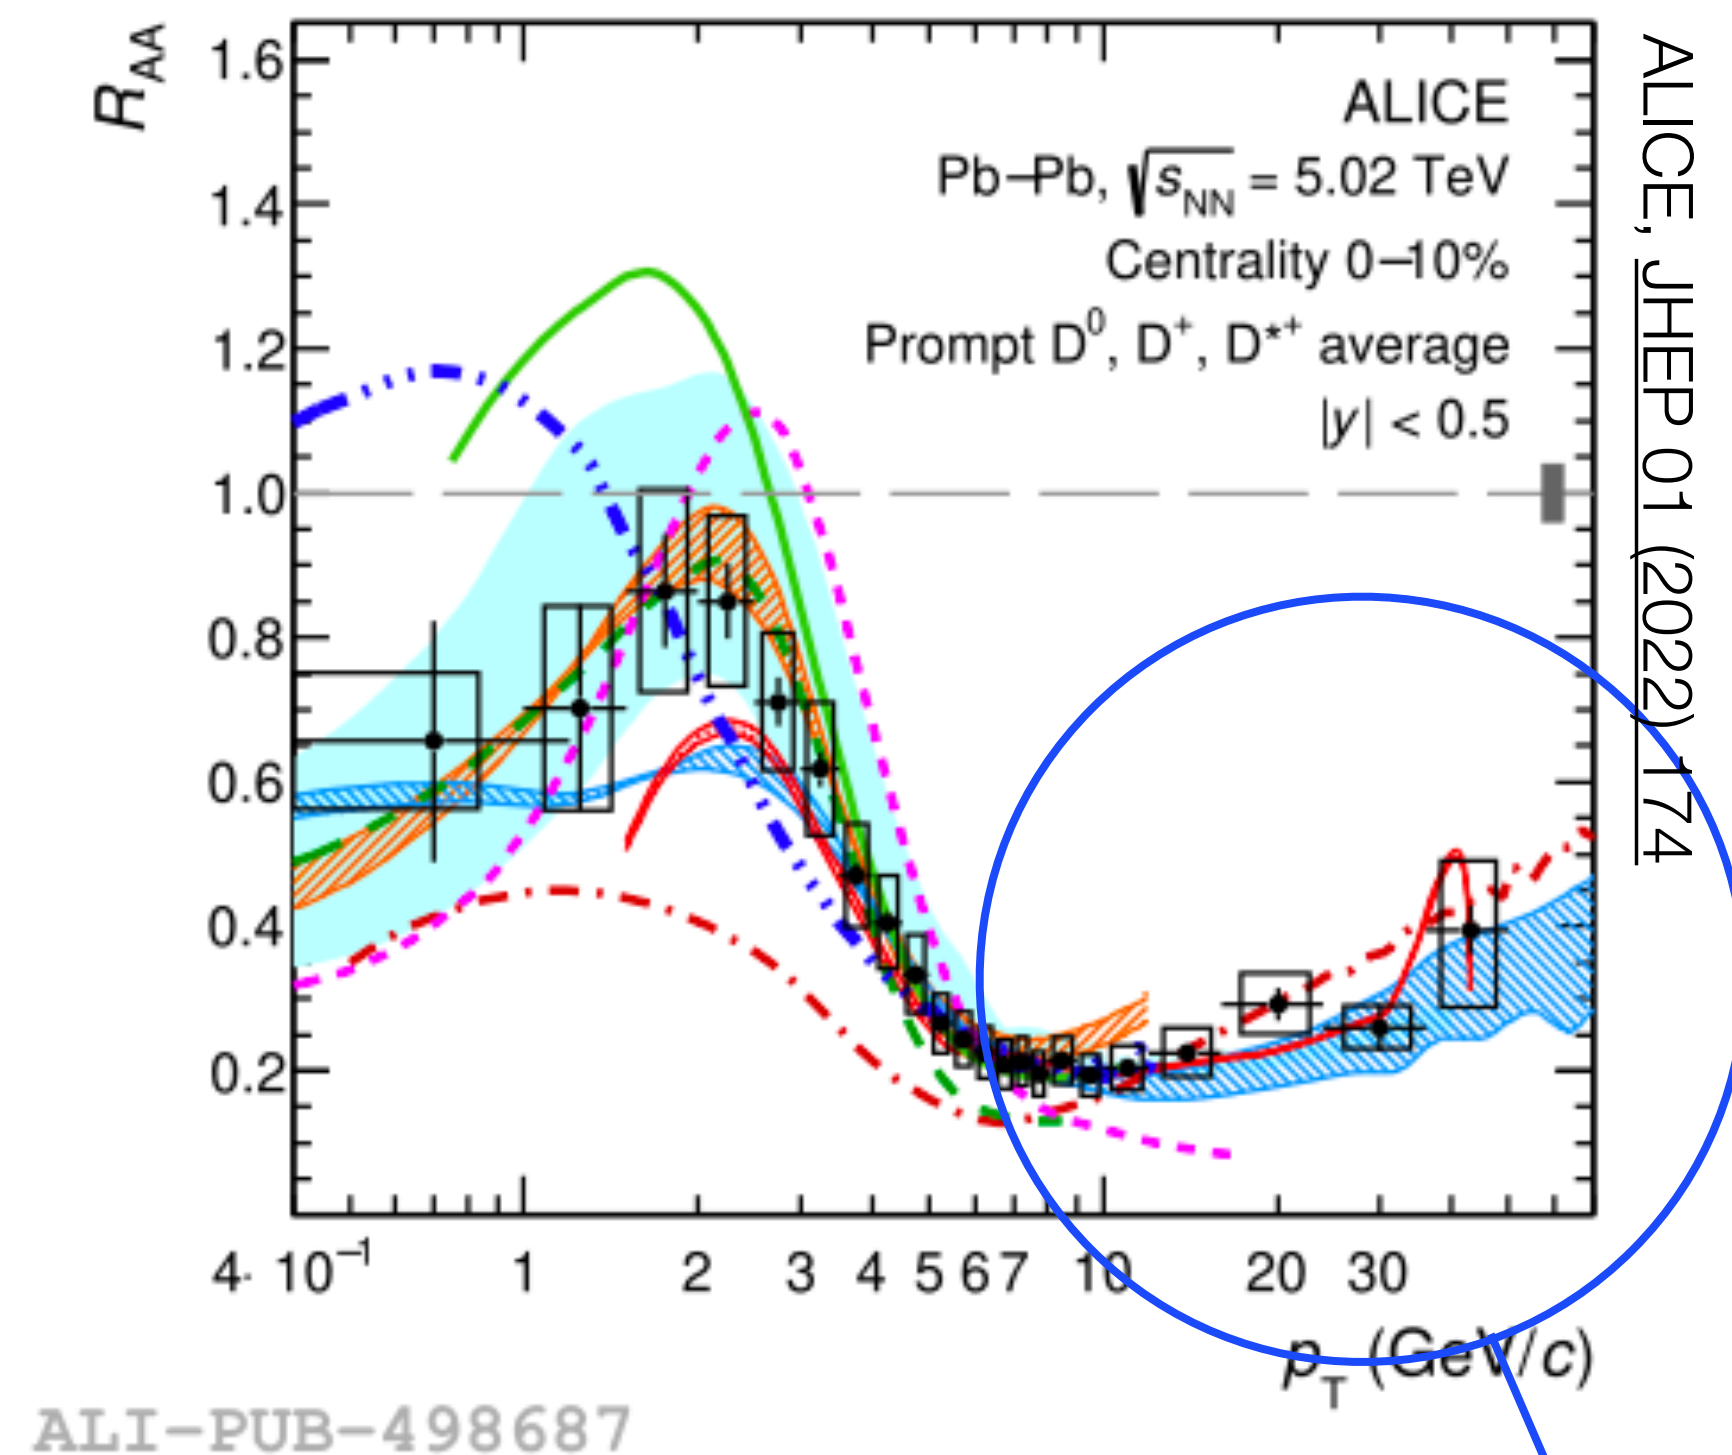 R_AA
1.6
1.4
1.2
1.0
0.8
0.6
0.4
0.2
ALICE
Pb−Pb, √s_NN = 5.02 TeV
Centrality 0−10%
Prompt D⁰, D⁺, D*⁺ average
|y| < 0.5
4· 10⁻¹ 1 2 3 4 5 6 7 10 20 30
p_T (GeV/c)
ALICE, JHEP 01 (2022) 174
ALI-PUB-498687